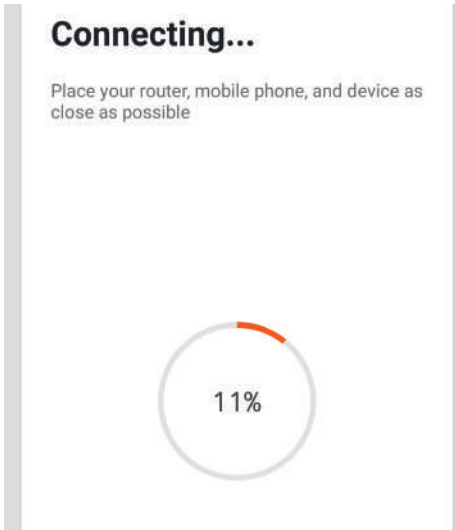 Connecting...
Place your router, mobile phone, and device as
close as possible
11%